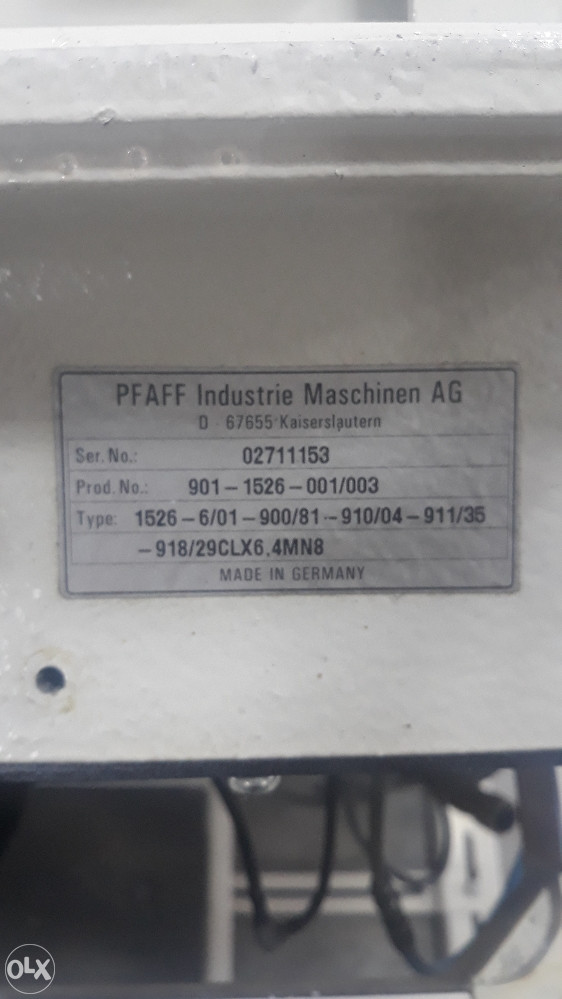 PFAFF Industrie Maschinen AG
D - 67655 Kaiserslautern
Ser. No.: 02711153
Prod. No.: 901-1526-001/003
Type: 1526-6/01-900/81-910/04-911/35
-918/29CLX6,4MN8
MADE IN GERMANY
OLX